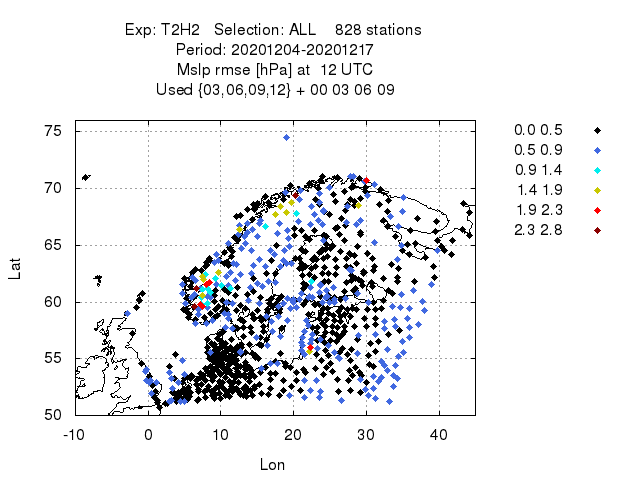 Exp: T2H2 Selection: ALL 828 stations
Period: 20201204-20201217
Mslp rmse [hPa] at 12 UTC
Used {03,06,09,12} + 00 03 06 09
0.0 0.5
0.5 0.9
0.9 1.4
1.4 1.9
1.9 2.3
2.3 2.8
75
70
65
60
55
50
Lat
-10 0 10 20 30 40
Lon